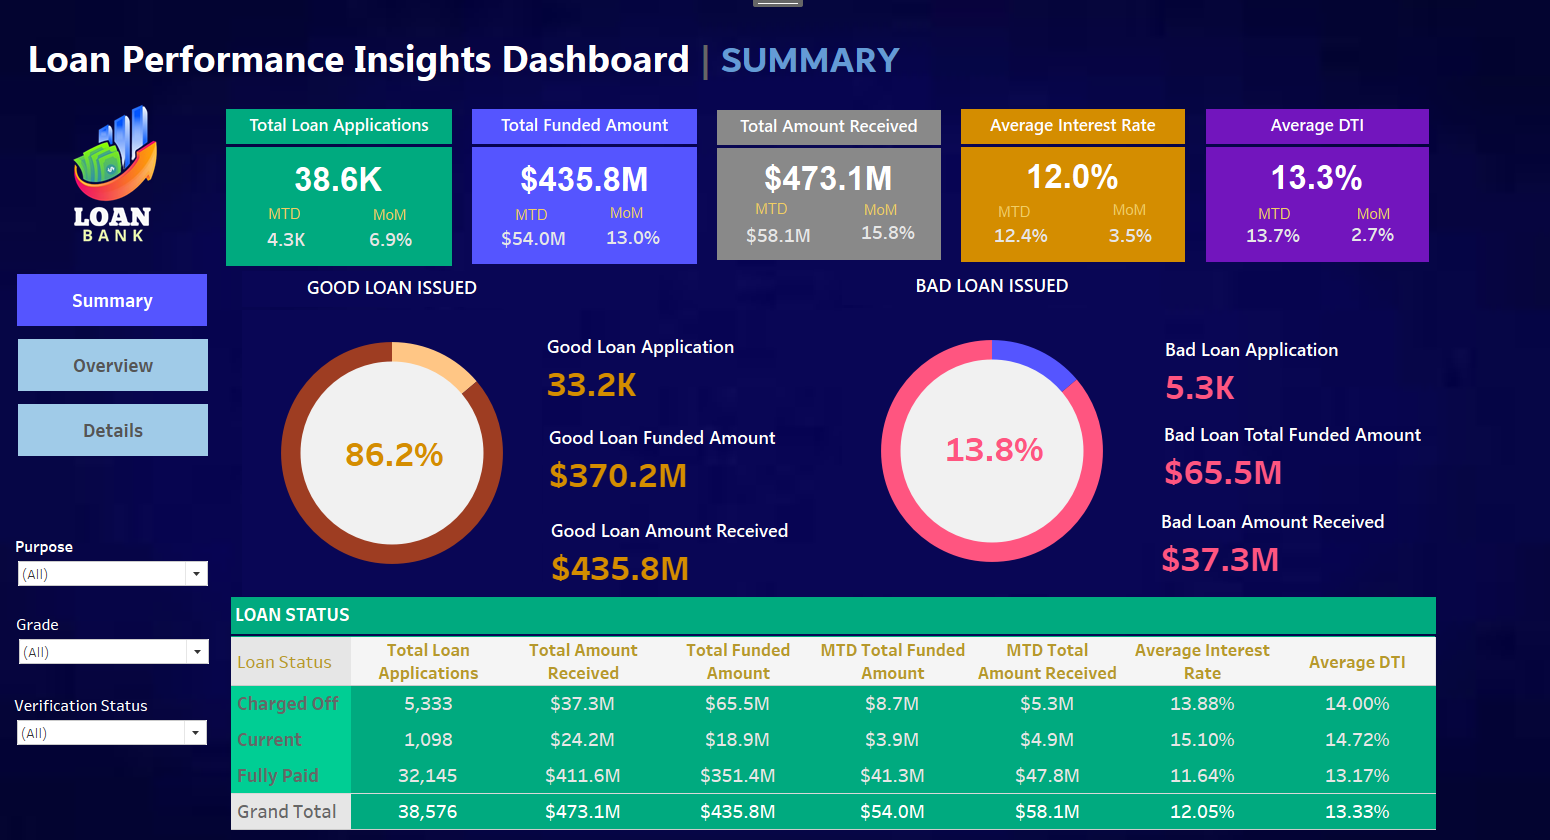 Loan Performance Insights Dashboard | SUMMARY
LOAN
BANK
Total Loan Applications
38.6K
MTD MoM
4.3K 6.9%
Total Funded Amount
$435.8M
MTD MoM
$54.0M 13.0%
Total Amount Received
$473.1M
MTD MoM
$58.1M 15.8%
Average Interest Rate
12.0%
MTD MoM
12.4% 3.5%
Average DTI
13.3%
MTD MoM
13.7% 2.7%
Summary
Overview
Details
Purpose
(All)
Grade
(All)
Verification Status
(All)
GOOD LOAN ISSUED
86.2%
Good Loan Application
33.2K
Good Loan Funded Amount
$370.2M
Good Loan Amount Received
$435.8M
BAD LOAN ISSUED
13.8%
Bad Loan Application
5.3K
Bad Loan Total Funded Amount
$65.5M
Bad Loan Amount Received
$37.3M
LOAN STATUS
Loan Status Total Loan Applications Total Amount Received Total Funded Amount MTD Total Funded Amount MTD Total Amount Received Average Interest Rate Average DTI
Charged Off 5,333 $37.3M $65.5M $8.7M $5.3M 13.88% 14.00%
Current 1,098 $24.2M $18.9M $3.9M $4.9M 15.10% 14.72%
Fully Paid 32,145 $411.6M $351.4M $41.3M $47.8M 11.64% 13.17%
Grand Total 38,576 $473.1M $435.8M $54.0M $58.1M 12.05% 13.33%